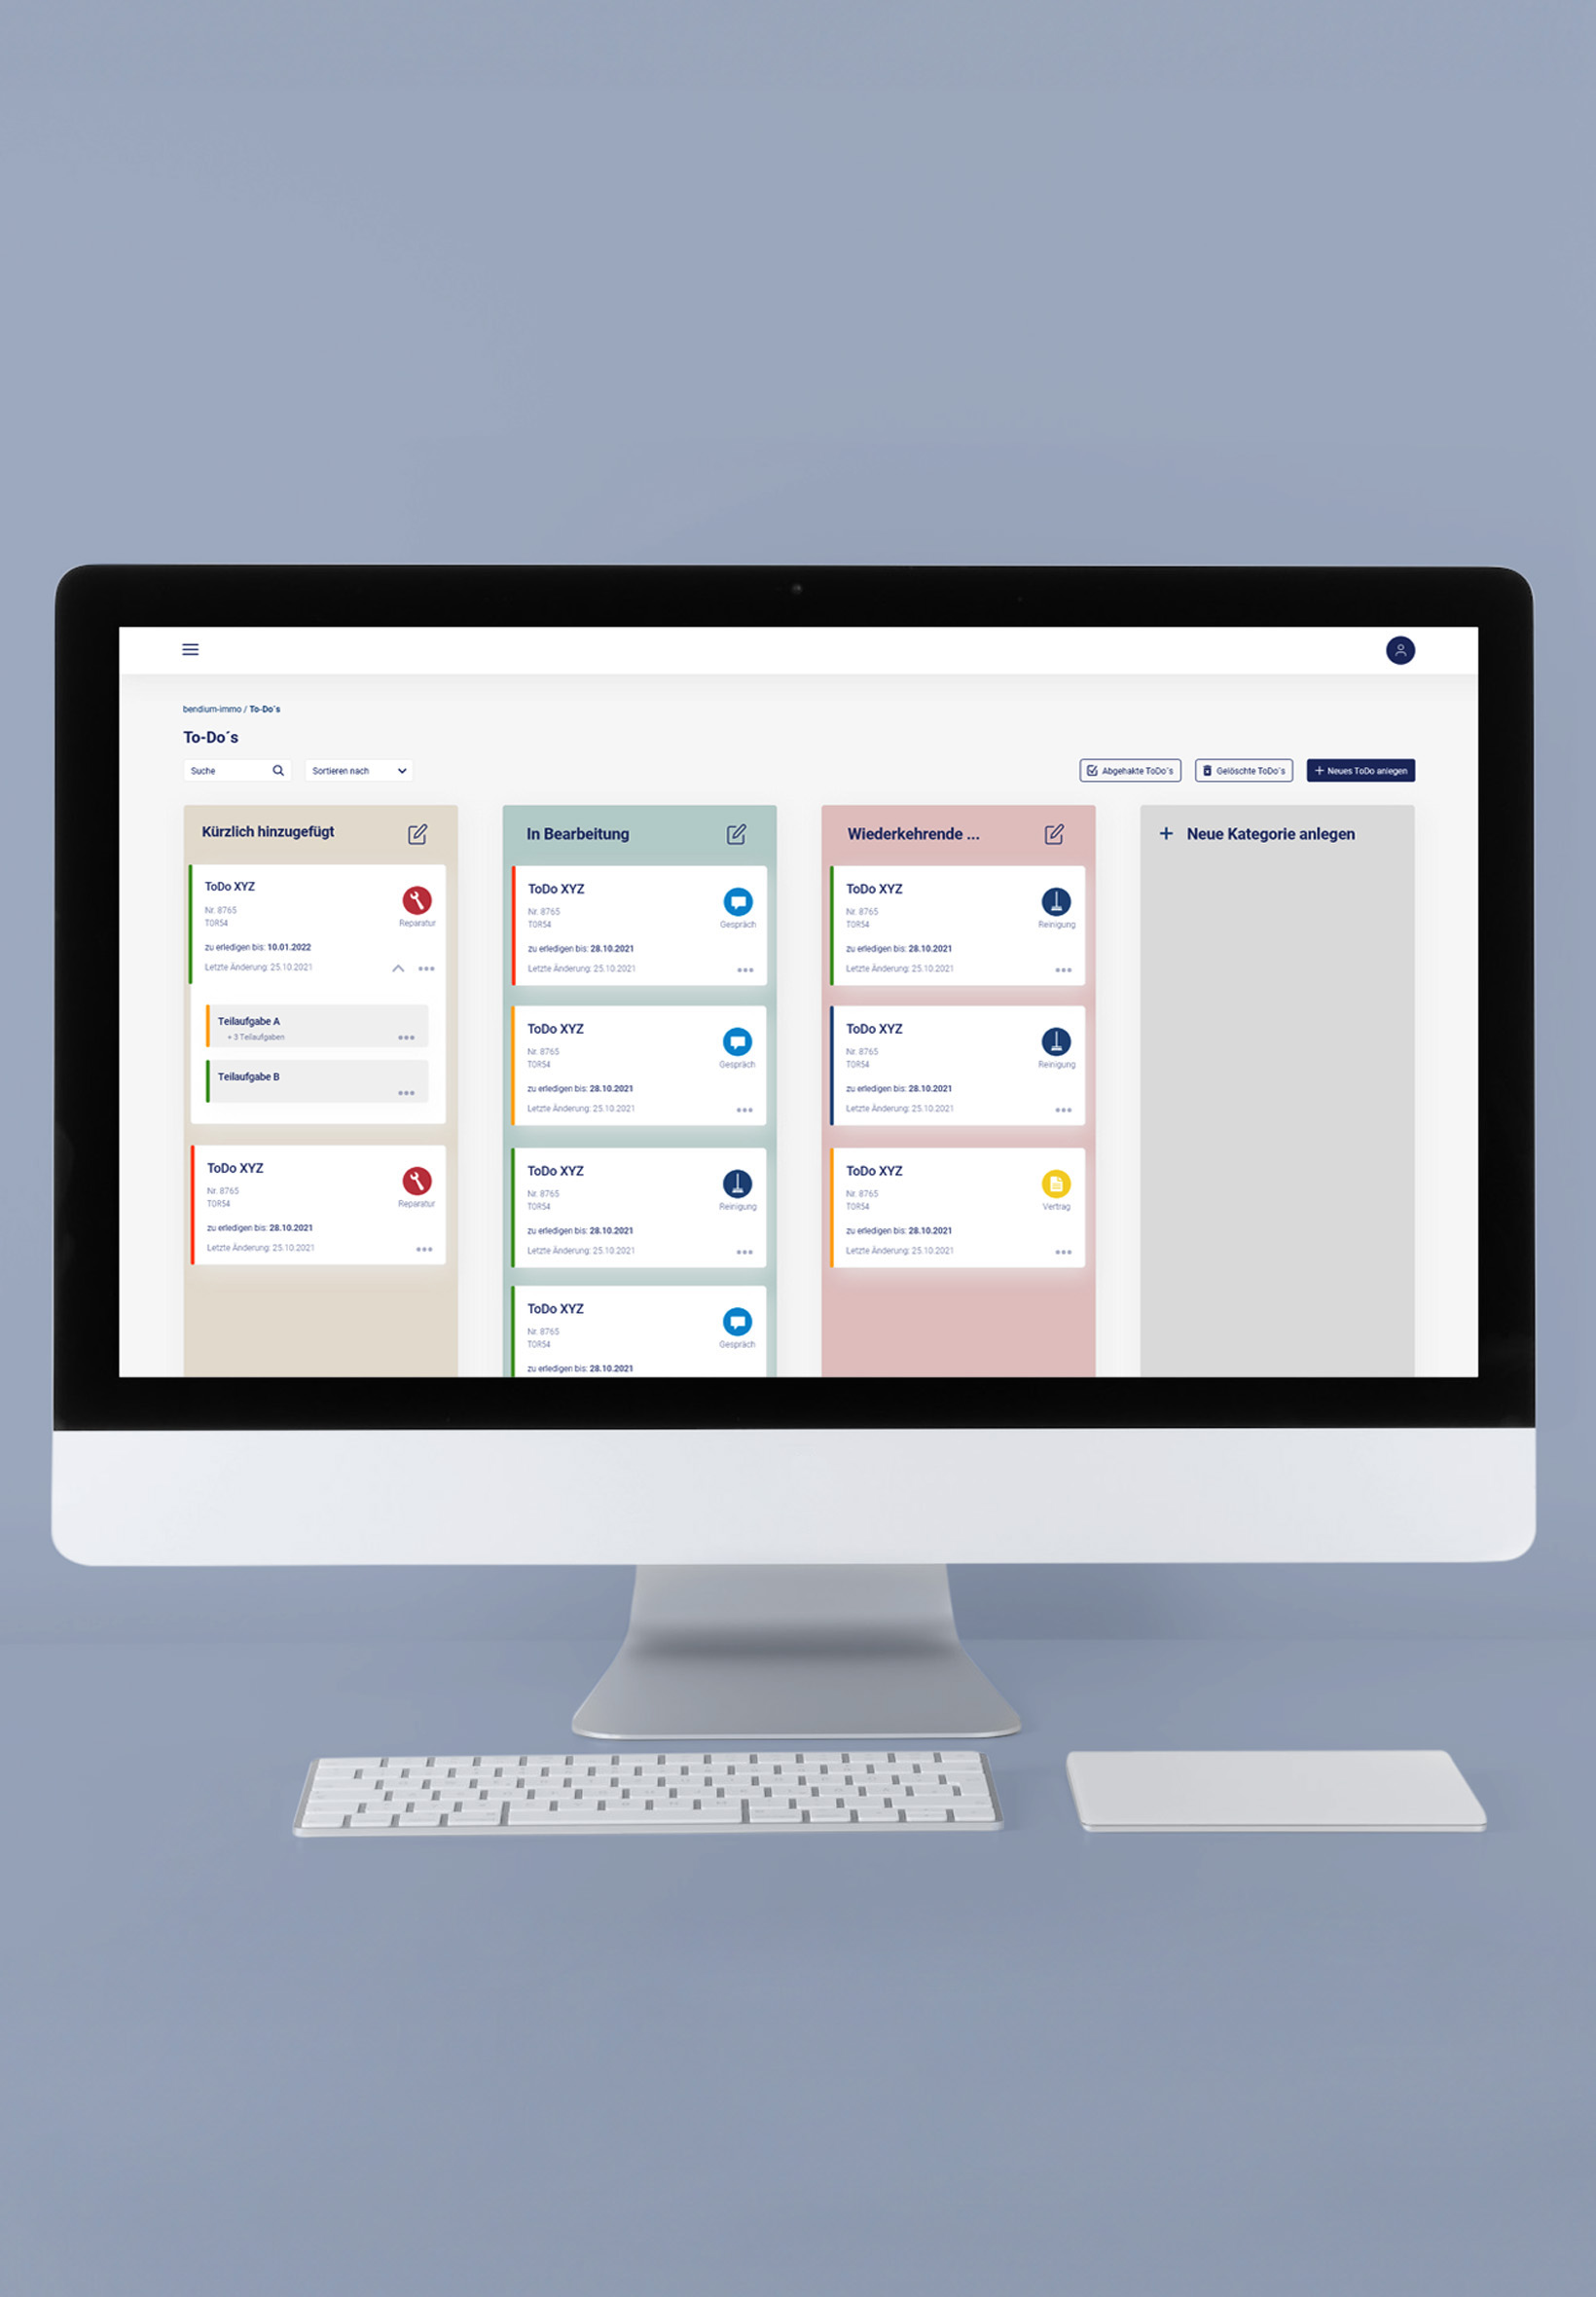 bendium-immo / To-Do´s
To-Do´s
Suche
Sortieren nach
Abgehakte ToDo´s
Gelöschte ToDo´s
+ Neues ToDo anlegen
Kürzlich hinzugefügt
ToDo XYZ
Nr. 8765
TOR54
Reparatur
zu erledigen bis: 10.01.2022
Letzte Änderung: 25.10.2021
Teilaufgabe A
+ 3 Teilaufgaben
Teilaufgabe B
ToDo XYZ
Nr. 8765
TOR54
Reparatur
zu erledigen bis: 28.10.2021
Letzte Änderung: 25.10.2021
In Bearbeitung
ToDo XYZ
Nr. 8765
TOR54
Gespräch
zu erledigen bis: 28.10.2021
Letzte Änderung: 25.10.2021
ToDo XYZ
Nr. 8765
TOR54
Gespräch
zu erledigen bis: 28.10.2021
Letzte Änderung: 25.10.2021
ToDo XYZ
Nr. 8765
TOR54
Reinigung
zu erledigen bis: 28.10.2021
Letzte Änderung: 25.10.2021
ToDo XYZ
Nr. 8765
TOR54
Gespräch
zu erledigen bis: 28.10.2021
Wiederkehrende ...
ToDo XYZ
Nr. 8765
TOR54
Reinigung
zu erledigen bis: 28.10.2021
Letzte Änderung: 25.10.2021
ToDo XYZ
Nr. 8765
TOR54
Reinigung
zu erledigen bis: 28.10.2021
Letzte Änderung: 25.10.2021
ToDo XYZ
Nr. 8765
TOR54
Vertrag
zu erledigen bis: 28.10.2021
Letzte Änderung: 25.10.2021
+ Neue Kategorie anlegen